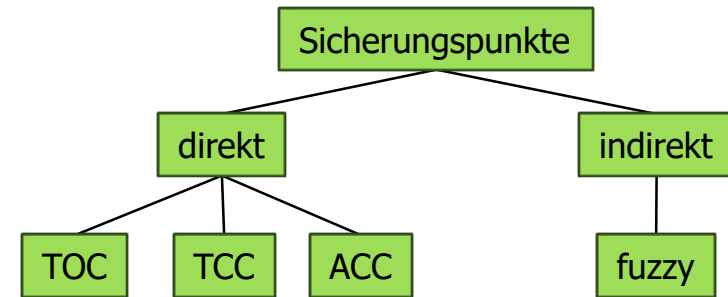 Sicherungspunkte
direkt
indirekt
TOC
TCC
ACC
fuzzy